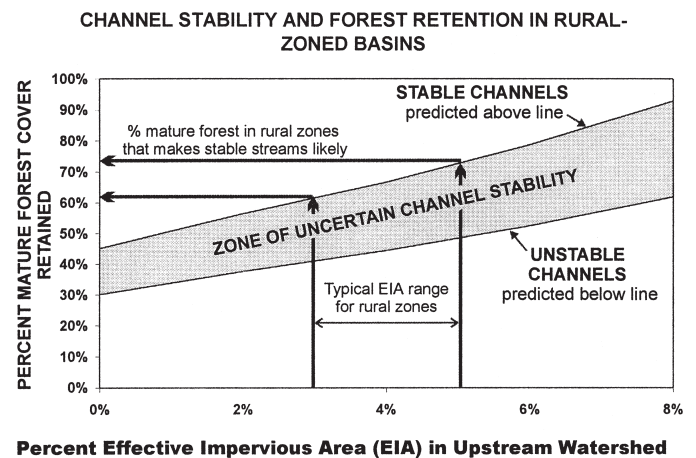 CHANNEL STABILITY AND FOREST RETENTION IN RURAL-
ZONED BASINS
PERCENT MATURE FOREST COVER
RETAINED
100%
90%
80%
70%
60%
50%
40%
30%
20%
10%
0%
STABLE CHANNELS
predicted above line
% mature forest in rural zones
that makes stable streams likely
ZONE OF UNCERTAIN CHANNEL STABILITY
UNSTABLE
CHANNELS
predicted below line
Typical EIA range
for rural zones
0%
2%
4%
6%
8%
Percent Effective Impervious Area (EIA) in Upstream Watershed